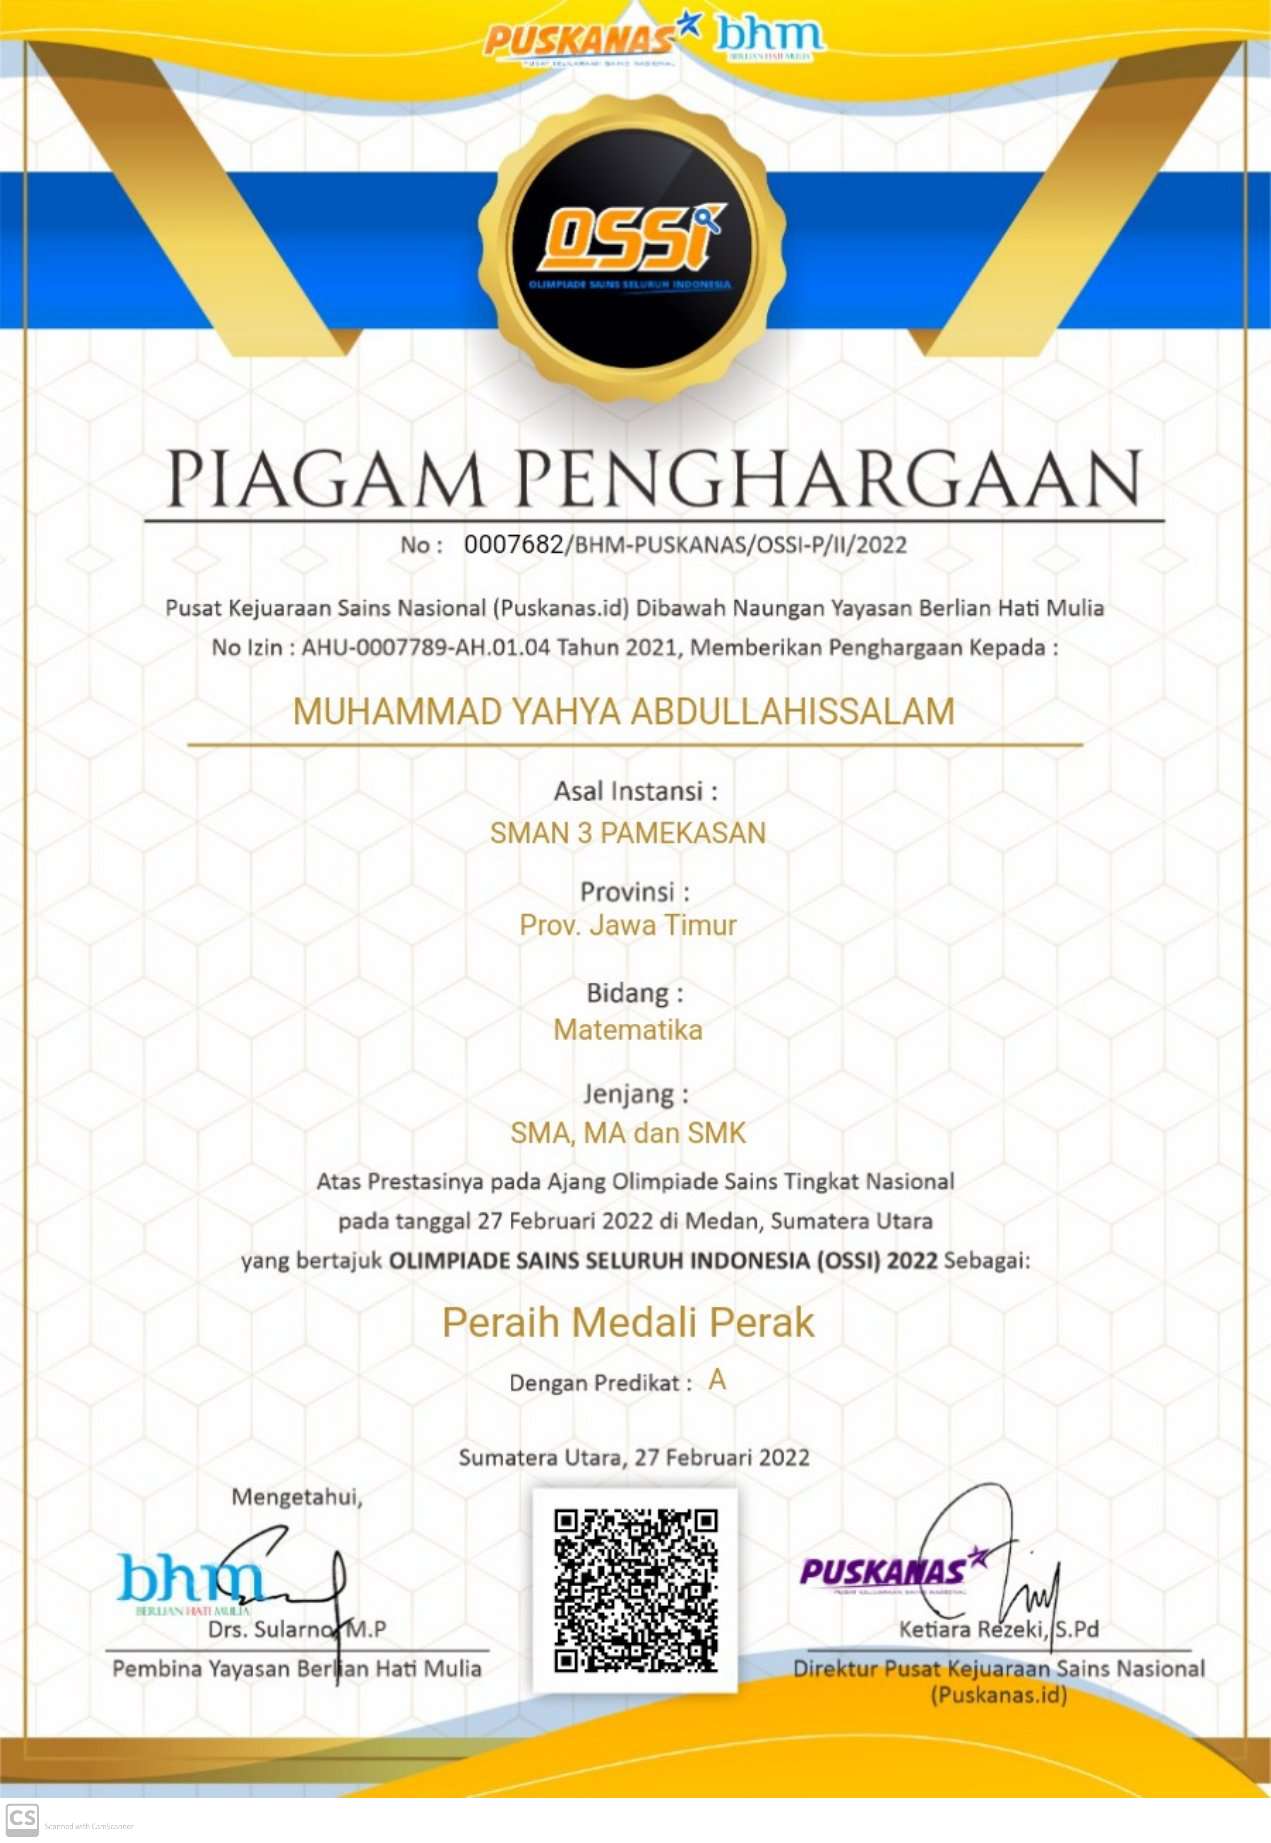 PUSKANAS bhm
BERLIAN HATI MULIA
OSSi
OLIMPIADE SAINS SELURUH INDONESIA
PIAGAM PENGHARGAAN
No : 0007682/BHM-PUSKANAS/OSSI-P/II/2022
Pusat Kejuaraan Sains Nasional (Puskanas.id) Dibawah Naungan Yayasan Berlian Hati Mulia
No Izin : AHU-0007789-AH.01.04 Tahun 2021, Memberikan Penghargaan Kepada :
MUHAMMAD YAHYA ABDULLAHISSALAM
Asal Instansi :
SMAN 3 PAMEKASAN
Provinsi :
Prov. Jawa Timur
Bidang :
Matematika
Jenjang :
SMA, MA dan SMK
Atas Prestasinya pada Ajang Olimpiade Sains Tingkat Nasional
pada tanggal 27 Februari 2022 di Medan, Sumatera Utara
yang bertajuk OLIMPIADE SAINS SELURUH INDONESIA (OSSI) 2022 Sebagai:
Peraih Medali Perak
Dengan Predikat : A
Sumatera Utara, 27 Februari 2022
Mengetahui,
bhm
BERLIAN HATI MULIA
Drs. Sularno, M.P
Pembina Yayasan Berlian Hati Mulia
PUSKANAS
Ketiara Rezeki, S.Pd
Direktur Pusat Kejuaraan Sains Nasional
(Puskanas.id)
CS Scanned with CamScanner